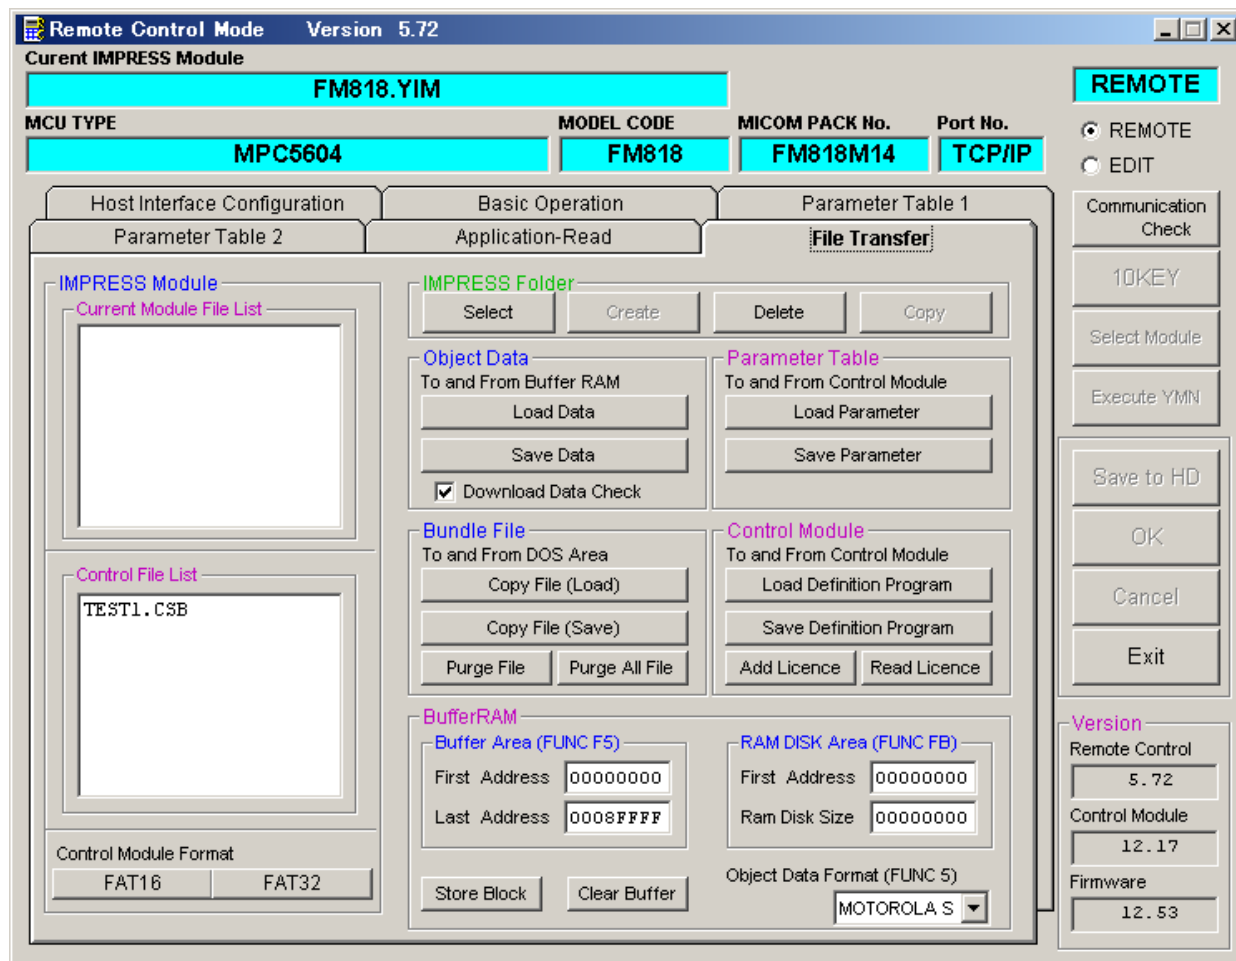 Remote Control Mode Version 5.72
Curent IMPRESS Module
FM818.YIM
REMOTE
MCU TYPE MODEL CODE MICOM PACK No. Port No.
MPC5604 FM818 FM818M14 TCP/IP
REMOTE
EDIT
Host Interface Configuration Basic Operation Parameter Table 1
Parameter Table 2 Application-Read File Transfer
Communication
Check
10KEY
Select Module
Execute YMN
Save to HD
OK
Cancel
Exit
IMPRESS Module
Current Module File List
Control File List
TEST1.CSB
Control Module Format
FAT16 FAT32
IMPRESS Folder
Select Create Delete Copy
Object Data
To and From Buffer RAM
Load Data
Save Data
Download Data Check
Parameter Table
To and From Control Module
Load Parameter
Save Parameter
Bundle File
To and From DOS Area
Copy File (Load)
Copy File (Save)
Purge File Purge All File
Control Module
To and From Control Module
Load Definition Program
Save Definition Program
Add Licence Read Licence
BufferRAM
Buffer Area (FUNC F5)
First Address 00000000
Last Address 0008FFFF
RAM DISK Area (FUNC FB)
First Address 00000000
Ram Disk Size 00000000
Store Block Clear Buffer
Object Data Format (FUNC 5)
MOTOROLA S
Version
Remote Control
5.72
Control Module
12.17
Firmware
12.53